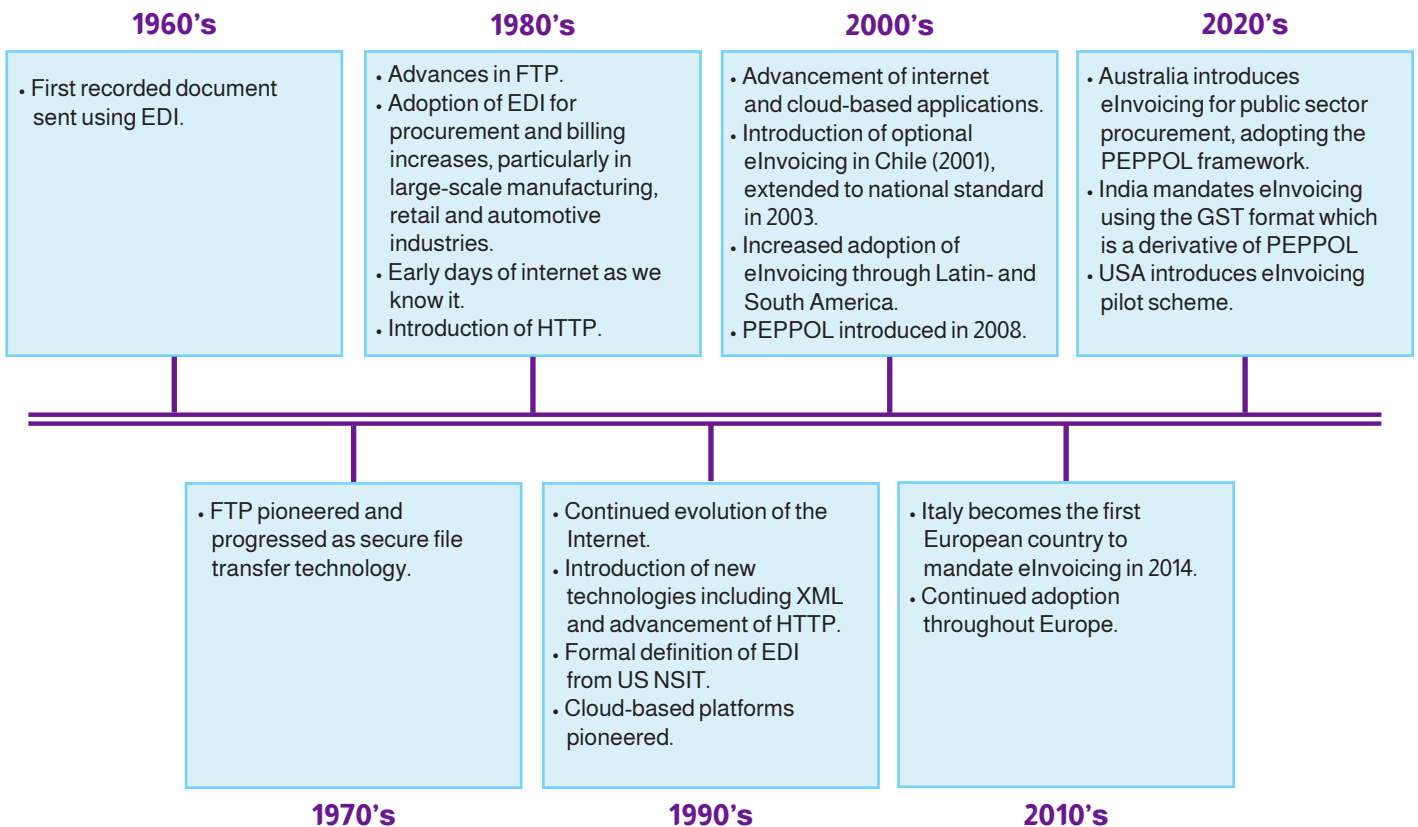 1960’s
• First recorded document
sent using EDI.
1980’s
• Advances in FTP.
• Adoption of EDI for
procurement and billing
increases, particularly in
large-scale manufacturing,
retail and automotive
industries.
• Early days of internet as we
know it.
• Introduction of HTTP.
2000’s
• Advancement of internet
and cloud-based applications.
• Introduction of optional
eInvoicing in Chile (2001),
extended to national standard
in 2003.
• Increased adoption of
eInvoicing through Latin- and
South America.
• PEPPOL introduced in 2008.
2020’s
• Australia introduces
eInvoicing for public sector
procurement, adopting the
PEPPOL framework.
• India mandates eInvoicing
using the GST format which
is a derivative of PEPPOL
• USA introduces eInvoicing
pilot scheme.
• FTP pioneered and
progressed as secure file
transfer technology.
1970’s
• Continued evolution of the
Internet.
• Introduction of new
technologies including XML
and advancement of HTTP.
• Formal definition of EDI
from US NSIT.
• Cloud-based platforms
pioneered.
1990’s
• Italy becomes the first
European country to
mandate eInvoicing in 2014.
• Continued adoption
throughout Europe.
2010’s